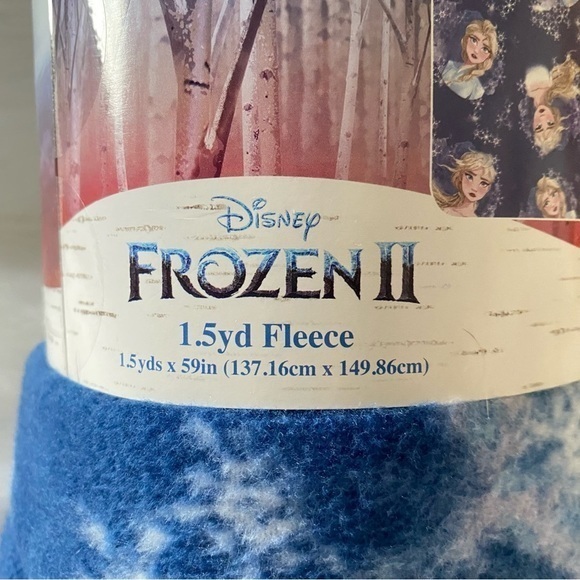 Disney
FROZEN II
1.5yd Fleece
1.5yds x 59in (137.16cm x 149.86cm)